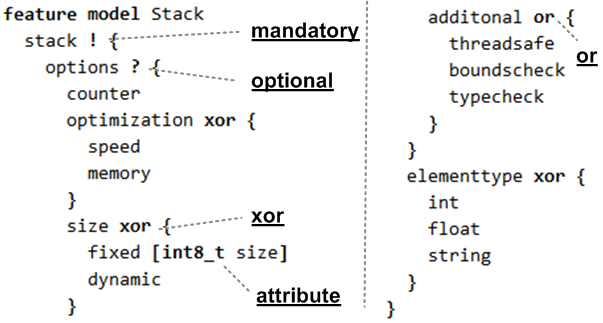 feature model Stack
stack ! {
mandatory
options ? {
optional
counter
optimization xor {
speed
memory
}
size xor {
xor
fixed [int8_t size]
dynamic
attribute
}
additonal or {
or
threadsafe
boundscheck
typecheck
}
}
elementtype xor {
int
float
string
}
}